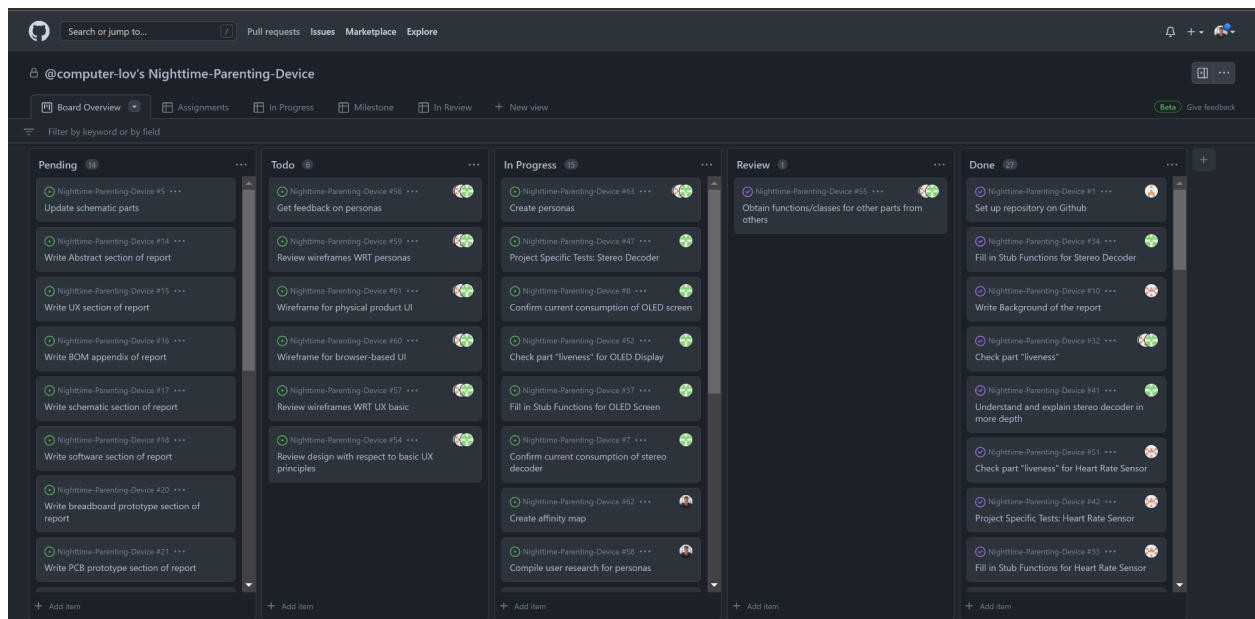 Search or jump to... /
Pull requests Issues Marketplace Explore
@computer-lov's Nighttime-Parenting-Device
Board Overview
Assignments
In Progress
Milestone
In Review
New view
Beta Give feedback
Filter by keyword or by field
Pending 14 ...
Nighttime-Parenting-Device #5 ...
Update schematic parts
Nighttime-Parenting-Device #14 ...
Write Abstract section of report
Nighttime-Parenting-Device #15 ...
Write UX section of report
Nighttime-Parenting-Device #16 ...
Write BOM appendix of report
Nighttime-Parenting-Device #17 ...
Write schematic section of report
Nighttime-Parenting-Device #18 ...
Write software section of report
Nighttime-Parenting-Device #20 ...
Write breadboard prototype section of
report
Nighttime-Parenting-Device #21 ...
Write PCB prototype section of report
+ Add item
Todo 6 ...
Nighttime-Parenting-Device #56 ...
Get feedback on personas
Nighttime-Parenting-Device #59 ...
Review wireframes WRT personas
Nighttime-Parenting-Device #61 ...
Wireframe for physical product UI
Nighttime-Parenting-Device #60 ...
Wireframe for browser-based UI
Nighttime-Parenting-Device #57 ...
Review wireframes WRT UX basic
Nighttime-Parenting-Device #54 ...
Review design with respect to basic UX
principles
+ Add item
In Progress 15 ...
Nighttime-Parenting-Device #63 ...
Create personas
Nighttime-Parenting-Device #47 ...
Project Specific Tests: Stereo Decoder
Nighttime-Parenting-Device #8 ...
Confirm current consumption of OLED screen
Nighttime-Parenting-Device #52 ...
Check part "liveness" for OLED Display
Nighttime-Parenting-Device #37 ...
Fill in Stub Functions for OLED Screen
Nighttime-Parenting-Device #7 ...
Confirm current consumption of stereo
decoder
Nighttime-Parenting-Device #62 ...
Create affinity map
Nighttime-Parenting-Device #58 ...
Compile user research for personas
+ Add item
Review 1 ...
Nighttime-Parenting-Device #55 ...
Obtain functions/classes for other parts from
others
+ Add item
Done 27 ...
Nighttime-Parenting-Device #1 ...
Set up repository on Github
Nighttime-Parenting-Device #34 ...
Fill in Stub Functions for Stereo Decoder
Nighttime-Parenting-Device #10 ...
Write Background of the report
Nighttime-Parenting-Device #32 ...
Check part "liveness"
Nighttime-Parenting-Device #41 ...
Understand and explain stereo decoder in
more depth
Nighttime-Parenting-Device #51 ...
Check part "liveness" for Heart Rate Sensor
Nighttime-Parenting-Device #42 ...
Project Specific Tests: Heart Rate Sensor
Nighttime-Parenting-Device #33 ...
Fill in Stub Functions for Heart Rate Sensor
+ Add item